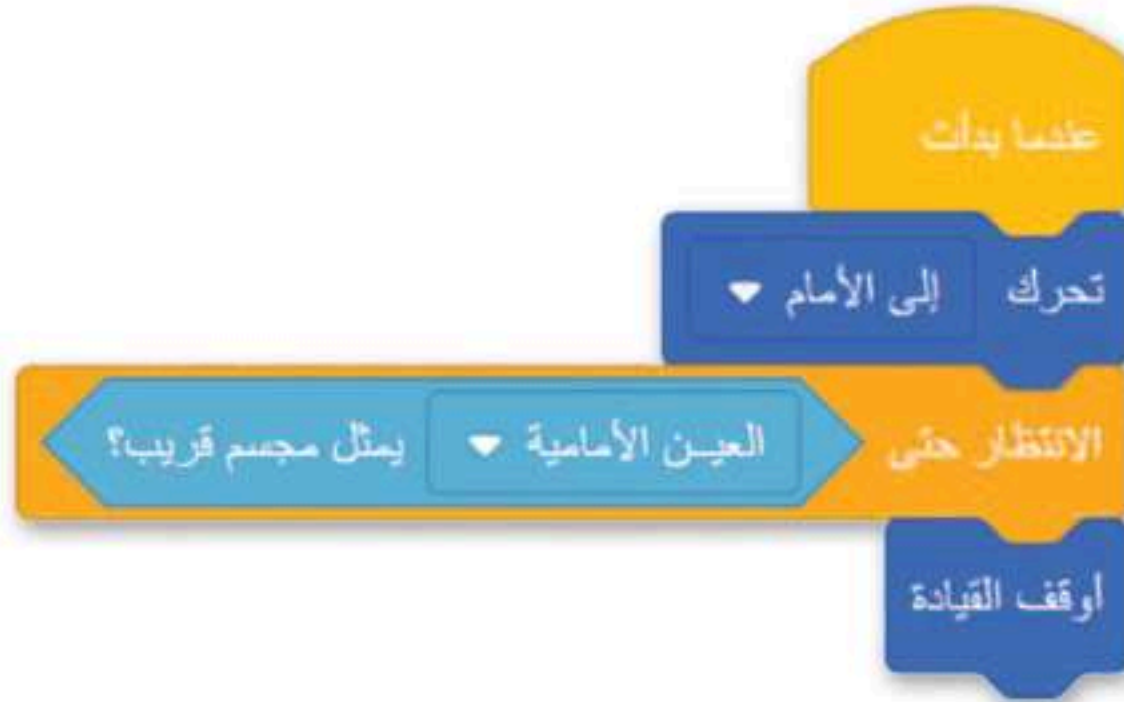 عندما بدأت
تحرك إلى الأمام
الانتظار حتى العين الأمامية يمثل مجسم قريب؟
أوقف القيادة